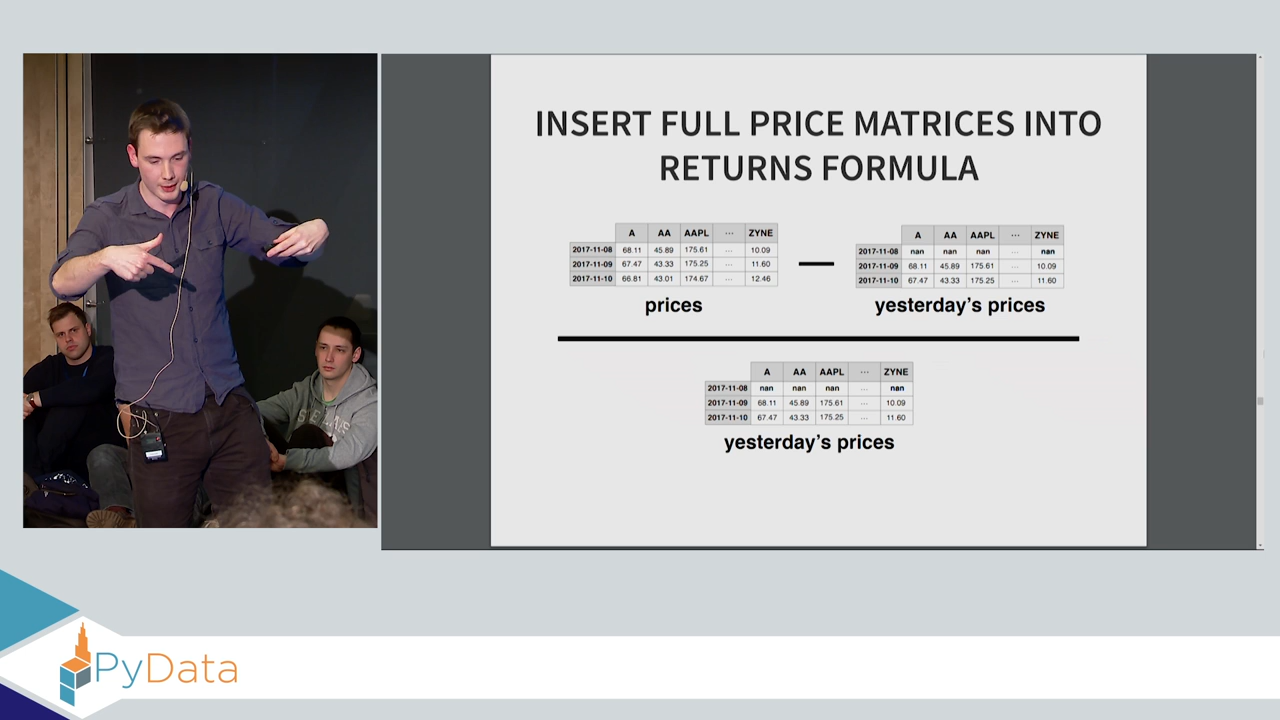 INSERT FULL PRICE MATRICES INTO
RETURNS FORMULA
A AA AAPL ... ZYNE
2017-11-08 68.11 45.89 175.61 ... 10.09
2017-11-09 67.47 43.33 175.25 ... 11.60
2017-11-10 66.81 43.01 174.67 ... 12.46
prices
A AA AAPL ... ZYNE
2017-11-08 nan nan nan ... nan
2017-11-09 68.11 45.89 175.61 ... 10.09
2017-11-10 67.47 43.33 175.25 ... 11.60
yesterday's prices
A AA AAPL ... ZYNE
2017-11-08 nan nan nan ... nan
2017-11-09 68.11 45.89 175.61 ... 10.09
2017-11-10 67.47 43.33 175.25 ... 11.60
yesterday's prices
PyData